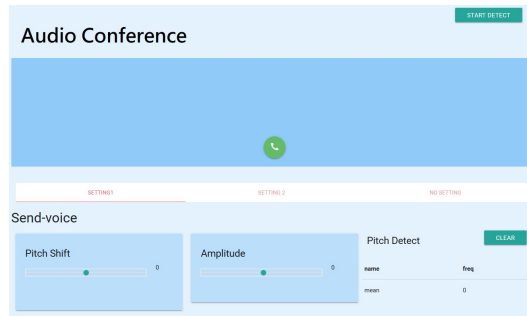 START DETECT
Audio Conference
SETTING1 SETTING 2 NO SETTING
Send-voice
Pitch Shift
0
Amplitude
0
Pitch Detect
CLEAR
name freq
mean 0